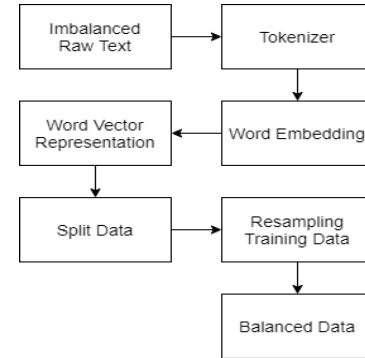 Imbalanced
Raw Text
Tokenizer
Word Embedding
Word Vector
Representation
Split Data
Resampling
Training Data
Balanced Data